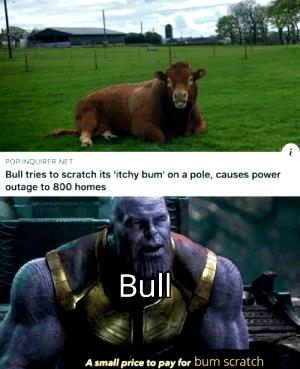 POP.INQUIRER.NET
Bull tries to scratch its 'itchy bum' on a pole, causes power
outage to 800 homes
Bull
A small price to pay for bum scratch